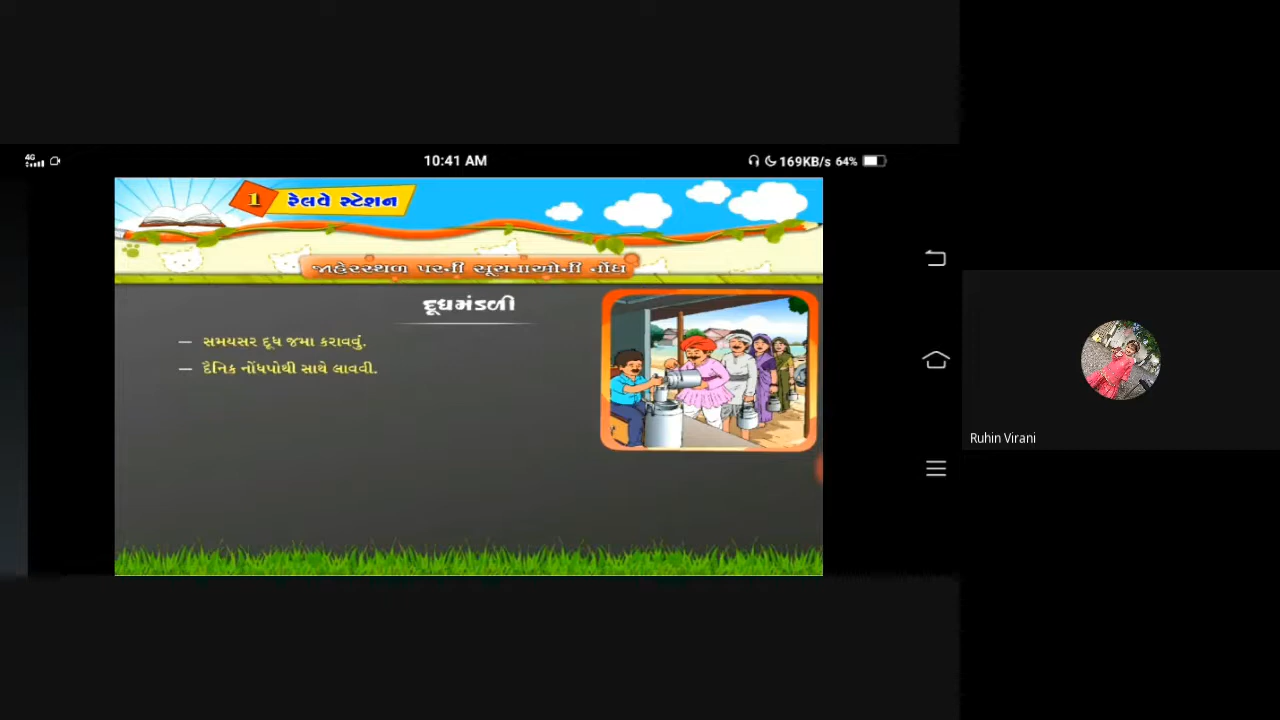 4G
10:41 AM
169KB/s 64%
1 રેલવે સ્ટેશન
જાહેરસ્થળ પરની સૂચનાઓની નોંધ
દૂધમંડળી
– સમયસર દૂધ જમા કરાવવું.
– દૈનિક નોંધપોથી સાથે લાવવી.
Ruhin Virani